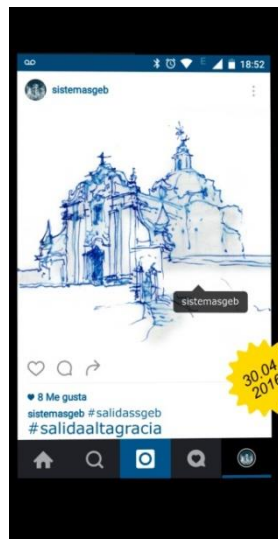 18:52
sistemasgeb
sistemasgeb
8 Me gusta
sistemasgeb #salidassgeb
#salidaaltagracia
30.04
2016